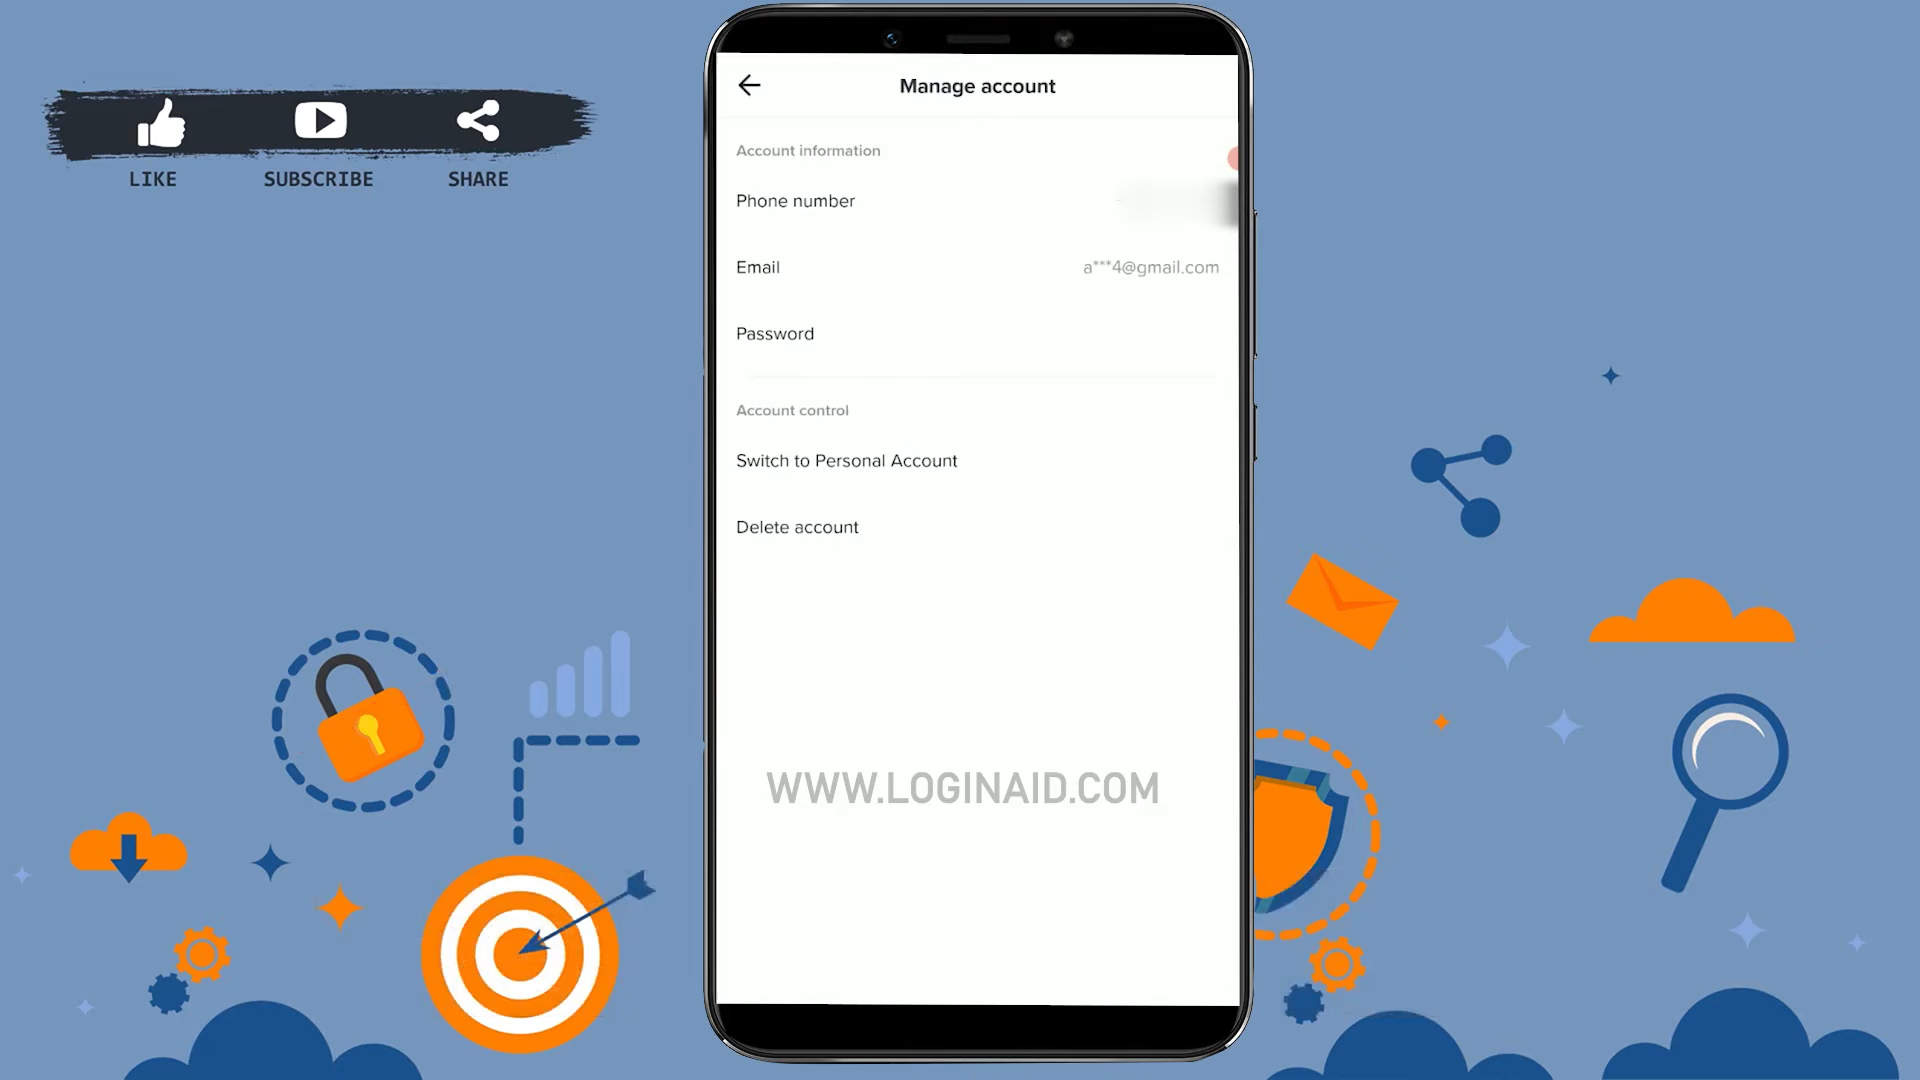 LIKE SUBSCRIBE SHARE
Manage account
Account information
Phone number
Email a***4@gmail.com
Password
Account control
Switch to Personal Account
Delete account
WWW.LOGINAID.COM